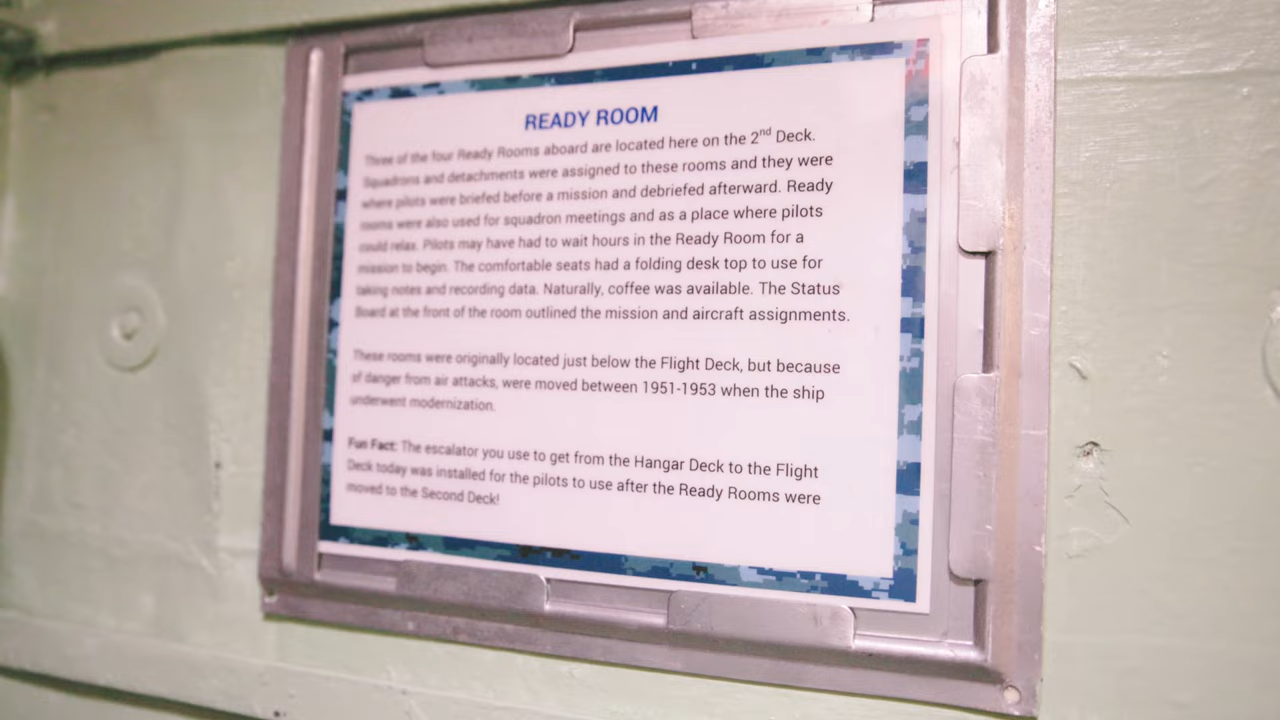 READY ROOM
Three of the four Ready Rooms aboard are located here on the 2nd Deck.
Squadrons and detachments were assigned to these rooms and they were
where pilots were briefed before a mission and debriefed afterward. Ready
rooms were also used for squadron meetings and as a place where pilots
could relax. Pilots may have had to wait hours in the Ready Room for a
mission to begin. The comfortable seats had a folding desk top to use for
taking notes and recording data. Naturally, coffee was available. The Status
Board at the front of the room outlined the mission and aircraft assignments.
These rooms were originally located just below the Flight Deck, but because
of danger from air attacks, were moved between 1951-1953 when the ship
underwent modernization.
Fun Fact: The escalator you use to get from the Hangar Deck to the Flight
Deck today was installed for the pilots to use after the Ready Rooms were
moved to the Second Deck!